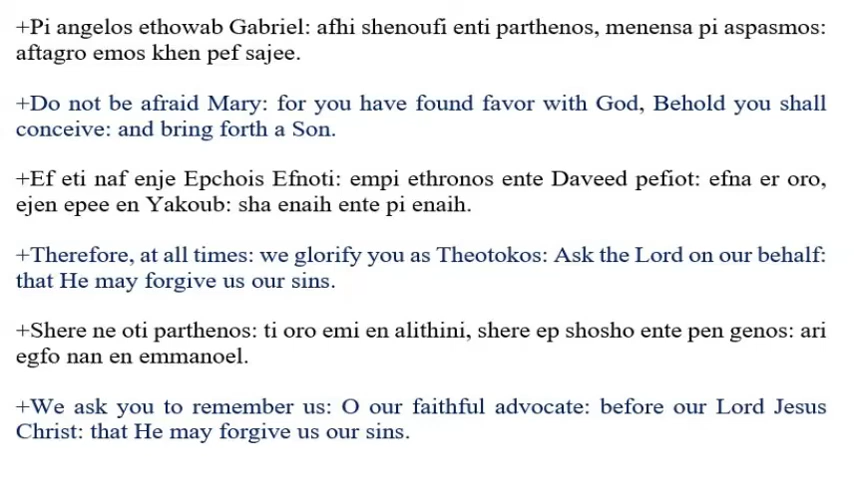 +Pi angelos ethowab Gabriel: afhi shenoufi enti parthenos, menensa pi aspasmos:
aftagro emos khen pef sajee.
+Do not be afraid Mary: for you have found favor with God, Behold you shall
conceive: and bring forth a Son.
+Ef eti naf enje Epchois Efnoti: empi ethronos ente Daveed pefiot: efna er oro,
ejen epee en Yakoub: sha enaih ente pi enaih.
+Therefore, at all times: we glorify you as Theotokos: Ask the Lord on our behalf:
that He may forgive us our sins.
+Shere ne oti parthenos: ti oro emi en alithini, shere ep shosho ente pen genos: ari
egfo nan en emmanoel.
+We ask you to remember us: O our faithful advocate: before our Lord Jesus
Christ: that He may forgive us our sins.